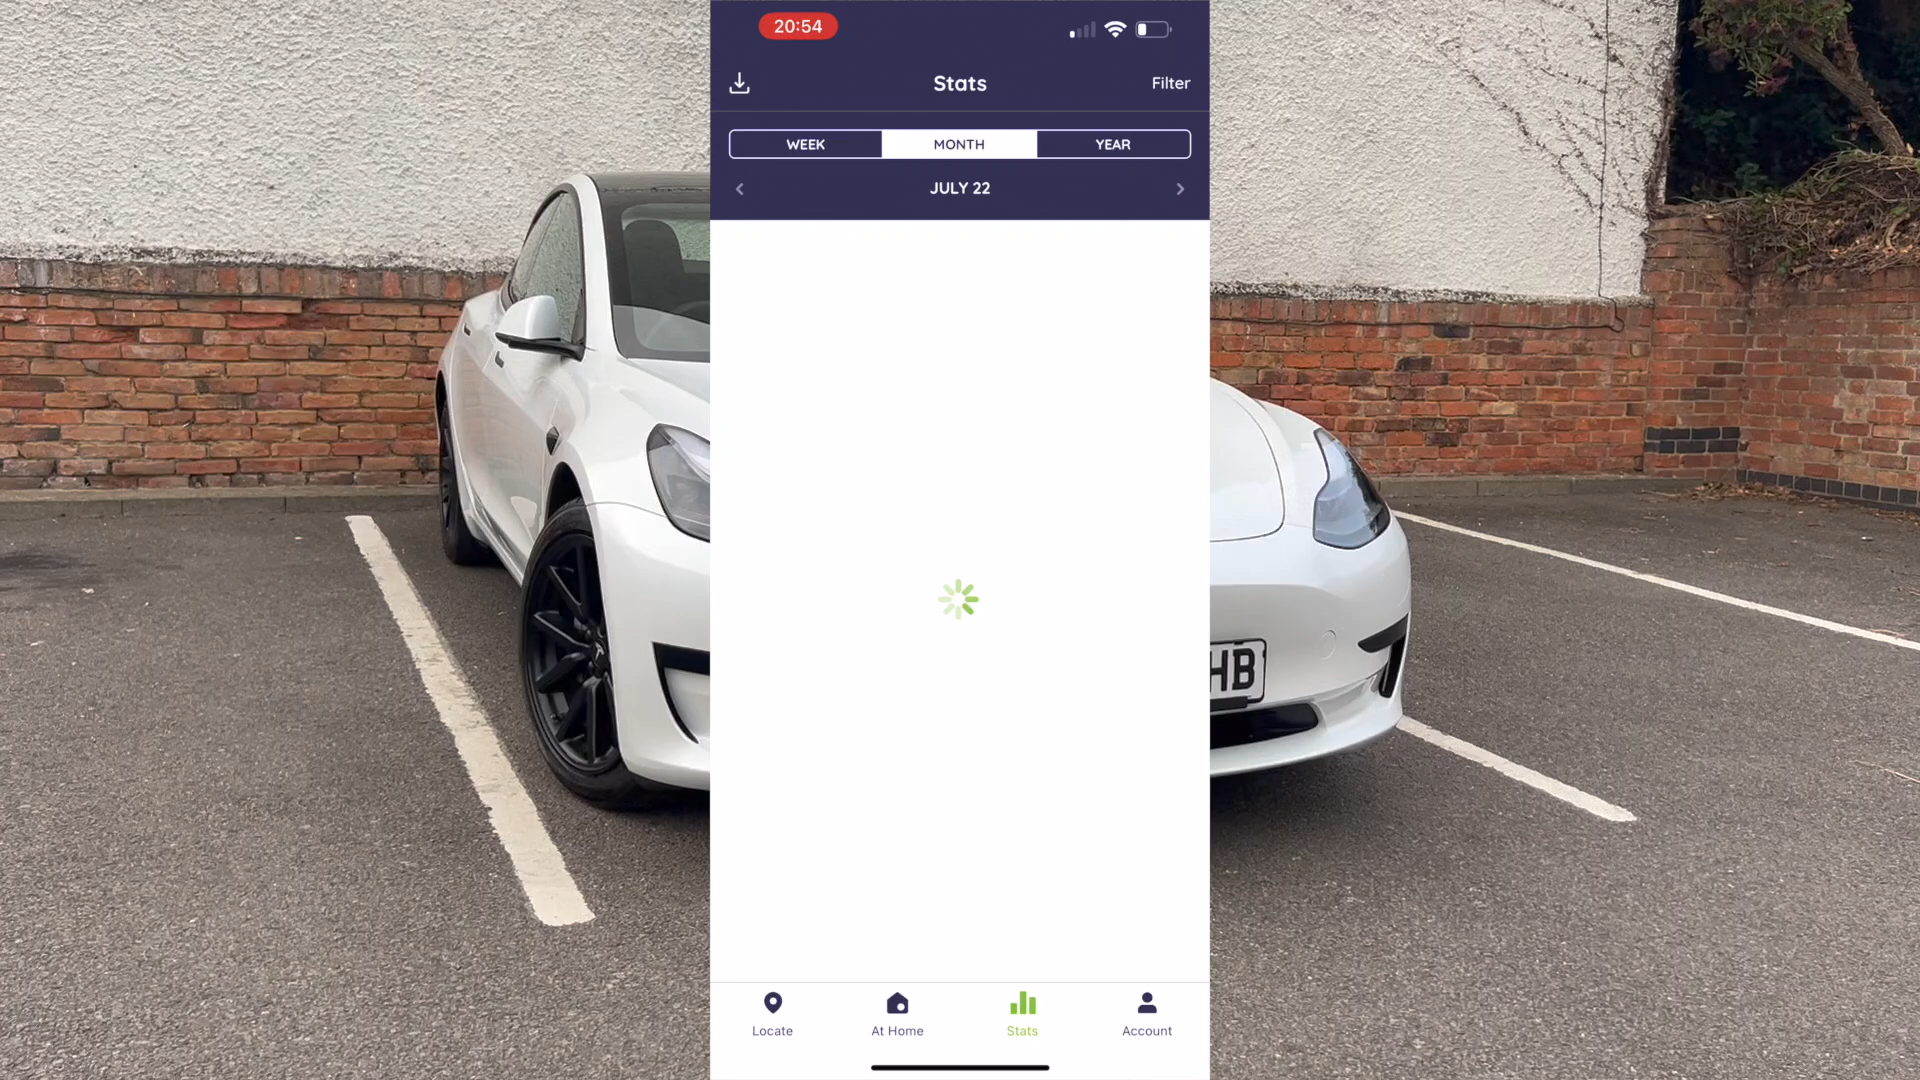 20:54
Stats
Filter
WEEK
MONTH
YEAR
JULY 22
HB
Locate
At Home
Stats
Account